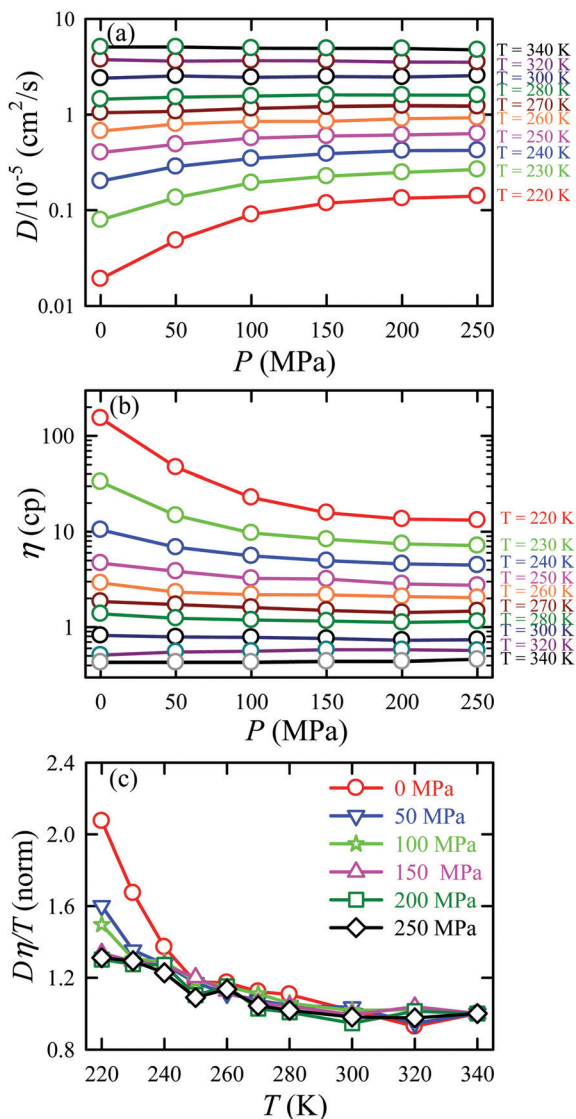 (a)
D/10⁻⁵ (cm²/s)
10
1
0.1
0.01
0 50 100 150 200 250
P (MPa)
T = 340 K
T = 320 K
T = 300 K
T = 280 K
T = 270 K
T = 260 K
T = 250 K
T = 240 K
T = 230 K
T = 220 K
(b)
η (cp)
100
10
1
0 50 100 150 200 250
P (MPa)
T = 220 K
T = 230 K
T = 240 K
T = 250 K
T = 260 K
T = 270 K
T = 280 K
T = 300 K
T = 320 K
T = 340 K
(c)
Dη/T (norm)
2.4
2.0
1.6
1.2
0.8
0 MPa
50 MPa
100 MPa
150 MPa
200 MPa
250 MPa
220 240 260 280 300 320 340
T (K)